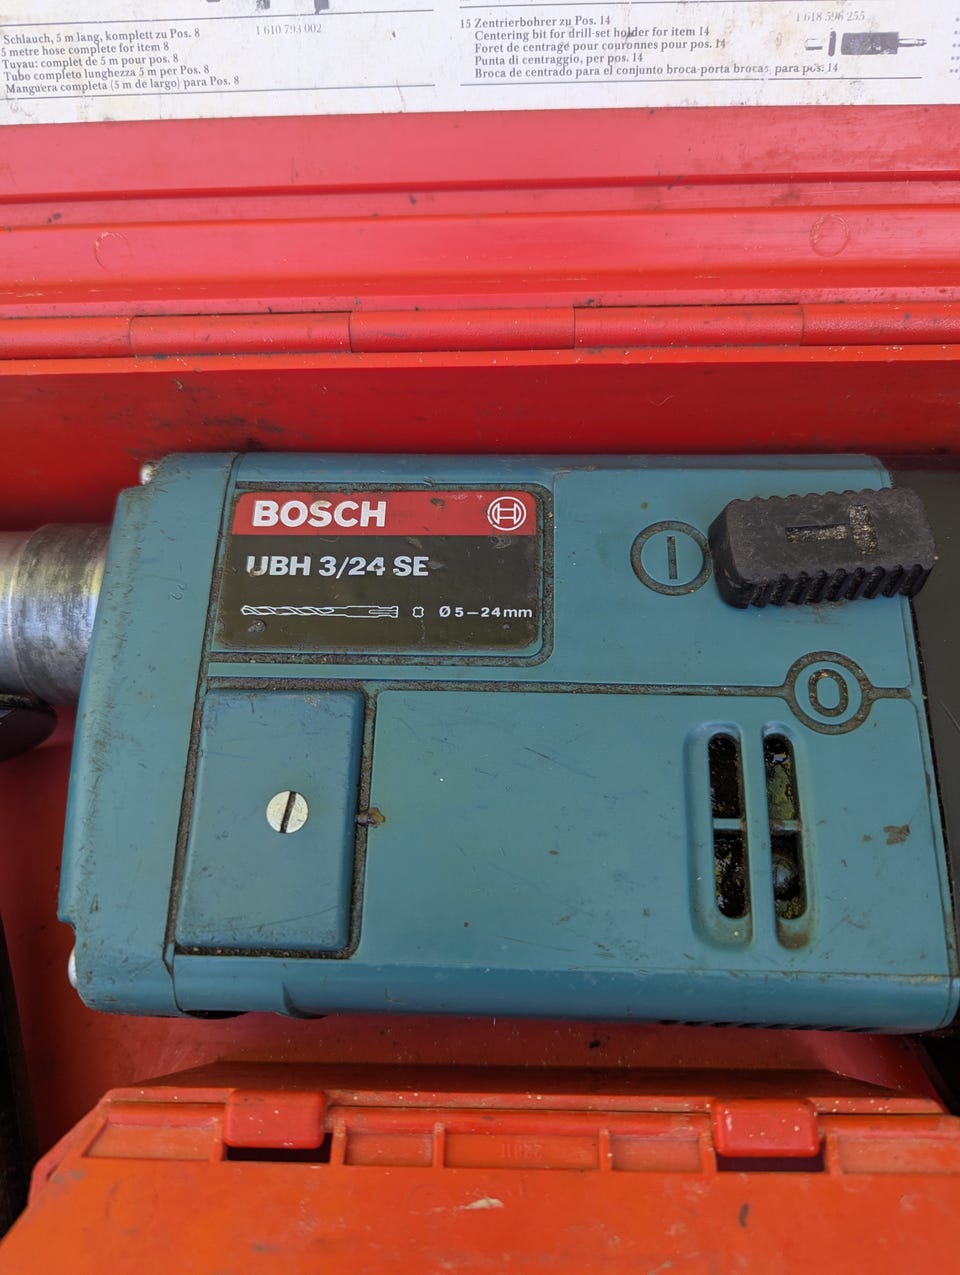 Schlauch, 5 m lang, komplett zu Pos. 8
5 metre hose complete for item 8
Tuyau: complet de 5 m pour pos. 8
Tubo completo lunghezza 5 m per Pos. 8
Manguera completa (5 m de largo) para Pos. 8
1 610 793 002
15 Zentrierbohrer zu Pos. 14
Centering bit for drill-set holder for item 14
Foret de centrage pour couronnes pour pos. 14
Punta di centraggio, per pos. 14
Broca de centrado para el conjunto broca-porta brocas, para pos. 14
1 618 596 255
BOSCH
UBH 3/24 SE
Ø 5–24mm
I
O